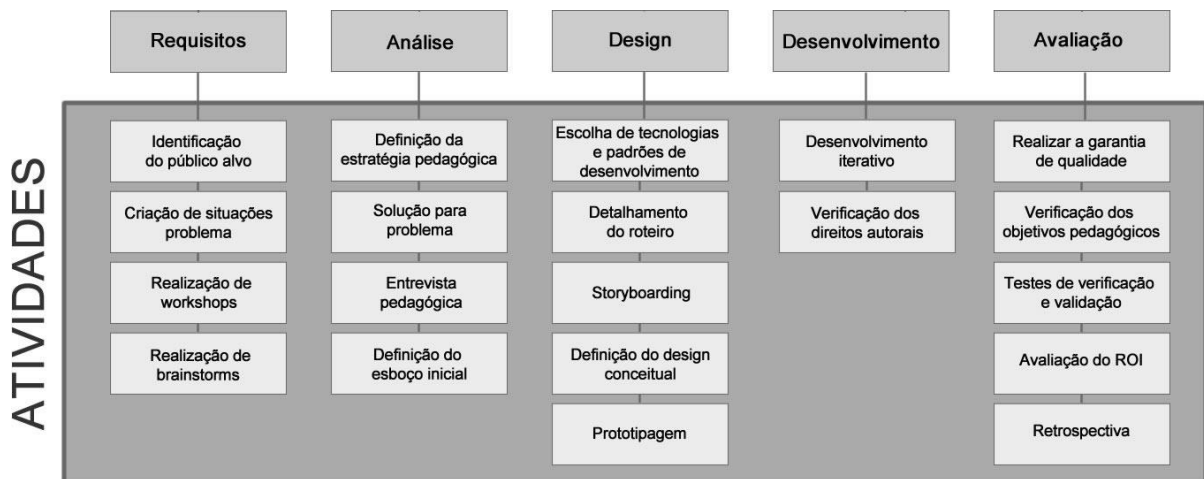 Requisitos
Análise
Design
Desenvolvimento
Avaliação
ATIVIDADES
Identificação
do público alvo
Criação de situações
problema
Realização de
workshops
Realização de
brainstorms
Definição da
estratégia pedagógica
Solução para
problema
Entrevista
pedagógica
Definição do
esboço inicial
Escolha de tecnologias
e padrões de
desenvolvimento
Detalhamento
do roteiro
Storyboarding
Definição do design
conceitual
Prototipagem
Desenvolvimento
iterativo
Verificação dos
direitos autorais
Realizar a garantia
de qualidade
Verificação dos
objetivos pedagógicos
Testes de verificação
e validação
Avaliação do ROI
Retrospectiva